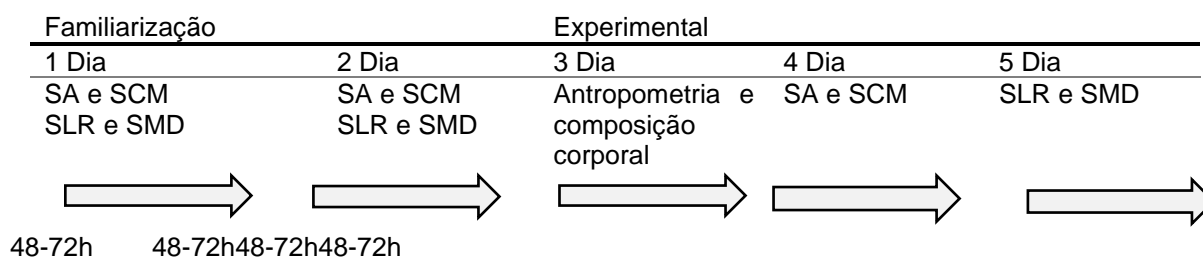 Familiarização Experimental
1 Dia 2 Dia 3 Dia 4 Dia 5 Dia
SA e SCM SA e SCM Antropometria e SA e SCM SLR e SMD
SLR e SMD SLR e SMD composição
corporal
48-72h 48-72h48-72h48-72h